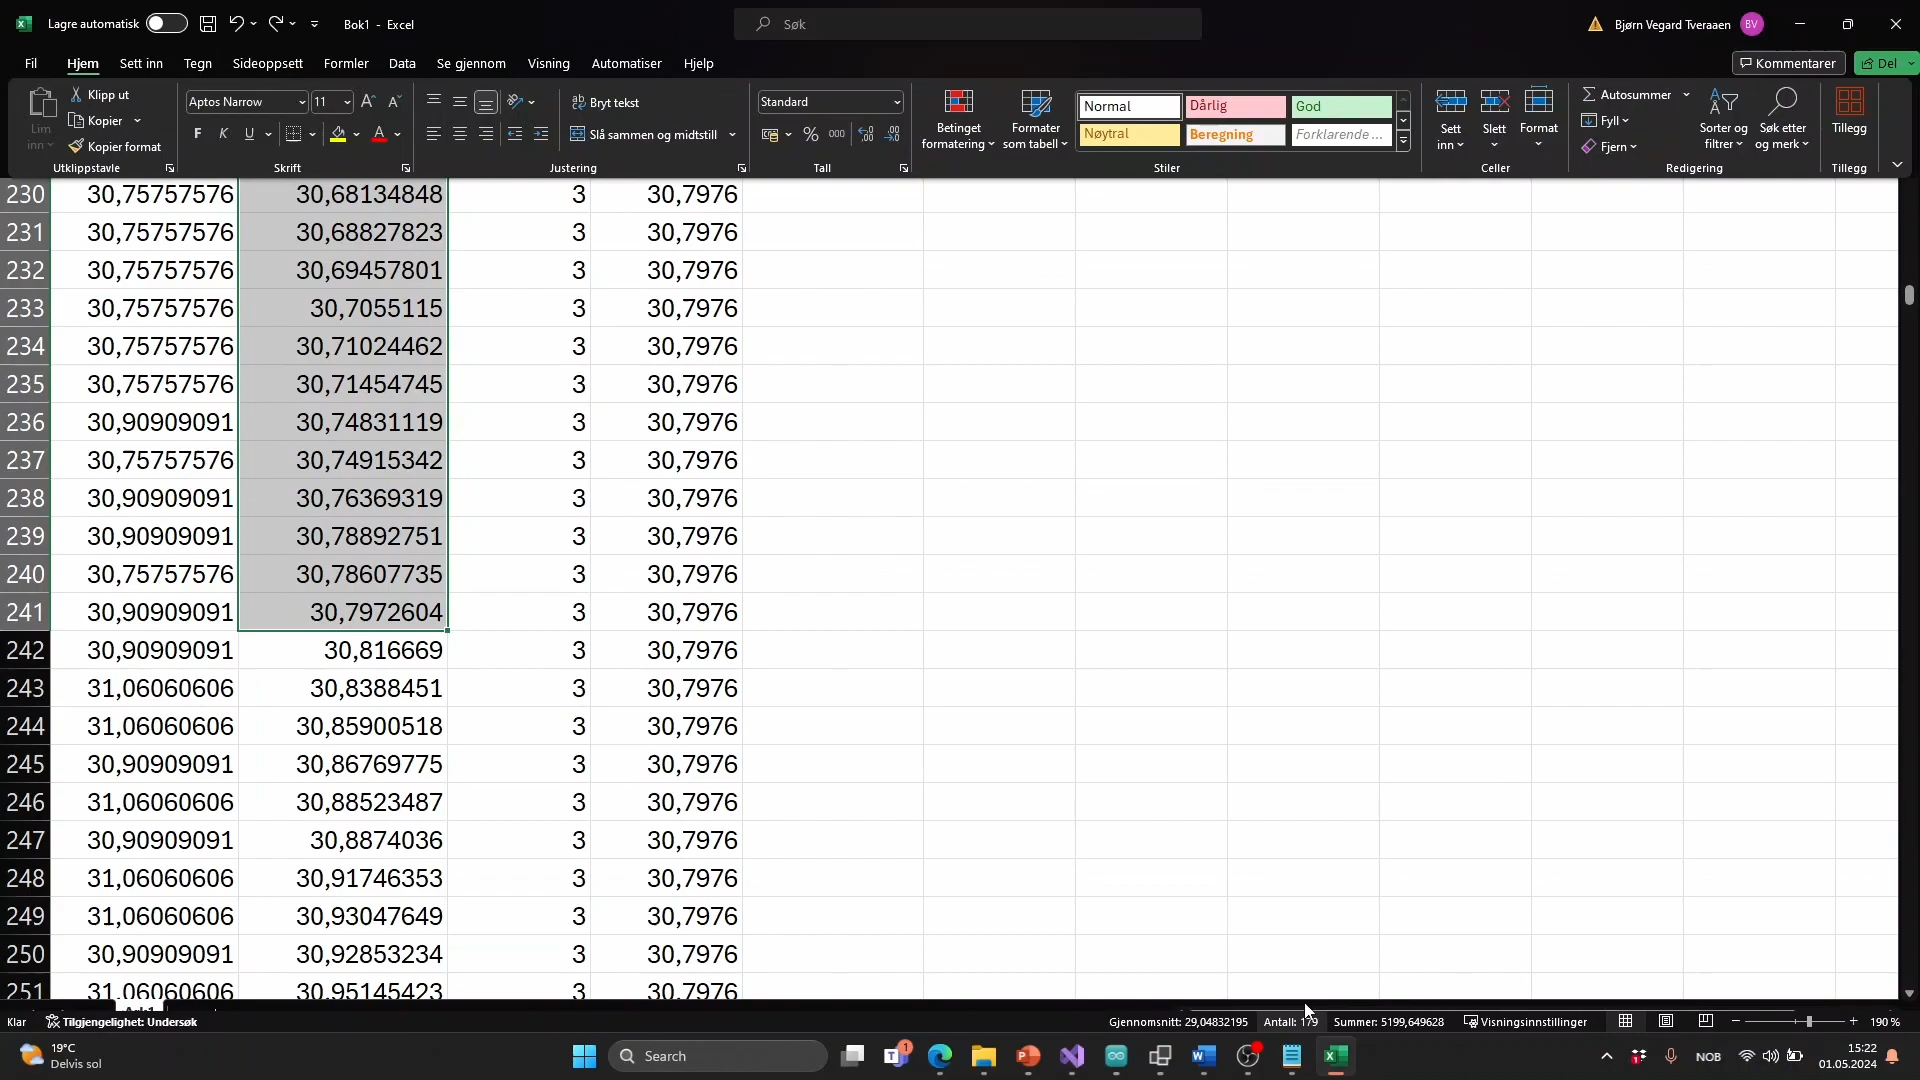 Lagre automatisk Bok1 - Excel Søk Bjørn Vegard Tveraaen BV
Fil Hjem Sett inn Tegn Sideoppsett Formler Data Se gjennom Visning Automatiser Hjelp Kommentarer Del
Lim inn
Klipp ut
Kopier
Kopier format
Utklippstavle
Aptos Narrow 11
F K U
Skrift
Bryt tekst
Slå sammen og midtstill
Justering
Standard
% 000
Tall
Betinget formatering
Formater som tabell
Normal Dårlig God
Nøytral Beregning Forklarende ...
Stiler
Sett inn
Slett
Format
Celler
Autosummer
Fyll
Fjern
Sorter og filtrer
Søk etter og merk
Redigering
Tillegg
Tillegg
230 30,75757576 30,68134848 3 30,7976
231 30,75757576 30,68827823 3 30,7976
232 30,75757576 30,69457801 3 30,7976
233 30,75757576 30,7055115 3 30,7976
234 30,75757576 30,71024462 3 30,7976
235 30,75757576 30,71454745 3 30,7976
236 30,90909091 30,74831119 3 30,7976
237 30,75757576 30,74915342 3 30,7976
238 30,90909091 30,76369319 3 30,7976
239 30,90909091 30,78892751 3 30,7976
240 30,75757576 30,78607735 3 30,7976
241 30,90909091 30,7972604 3 30,7976
242 30,90909091 30,816669 3 30,7976
243 31,06060606 30,8388451 3 30,7976
244 31,06060606 30,85900518 3 30,7976
245 30,90909091 30,86769775 3 30,7976
246 31,06060606 30,88523487 3 30,7976
247 30,90909091 30,8874036 3 30,7976
248 31,06060606 30,91746353 3 30,7976
249 31,06060606 30,93047649 3 30,7976
250 30,90909091 30,92853234 3 30,7976
251 31,06060606 30,95145423 3 30,7976
Klar Tilgjengelighet: Undersøk Gjennomsnitt: 29,04832195 Antall: 179 Summer: 5199,649628 Visningsinnstillinger 190 %
19°C
Delvis sol
Search
1
NOB
15:22
01.05.2024